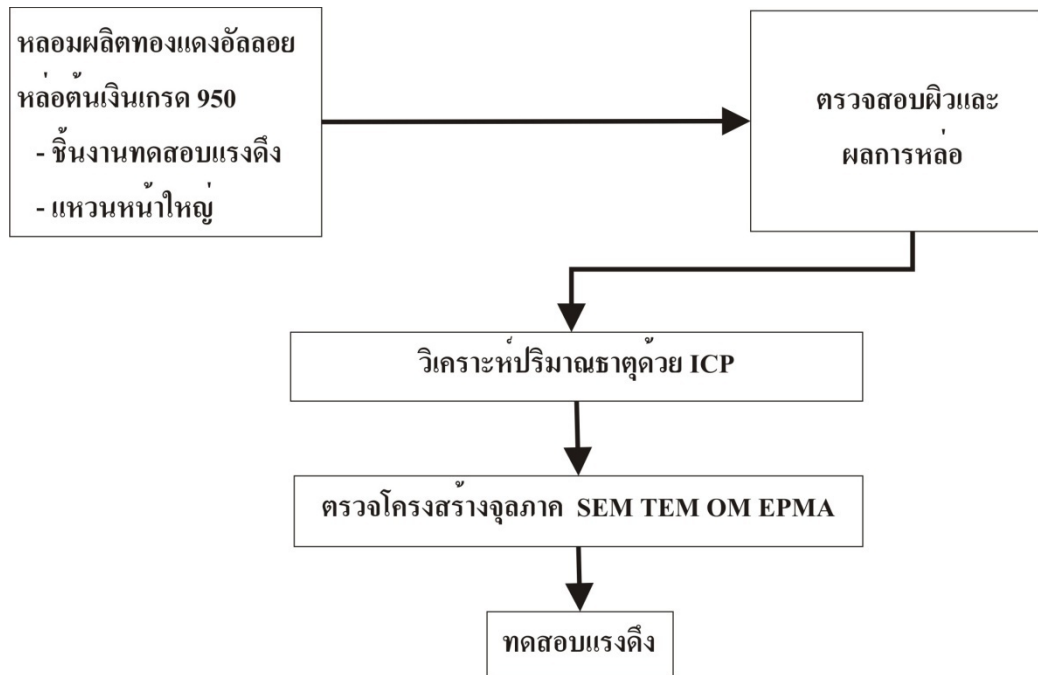 หลอมผลิตทองแดงอัลลอย
หล่อต้นเงินเกรด 950
- ชิ้นงานทดสอบแรงดึง
- แหวนหน้าใหญ่
ตรวจสอบผิวและ
ผลการหล่อ
วิเคราะห์ปริมาณธาตุด้วย ICP
ตรวจโครงสร้างจุลภาค SEM TEM OM EPMA
ทดสอบแรงดึง